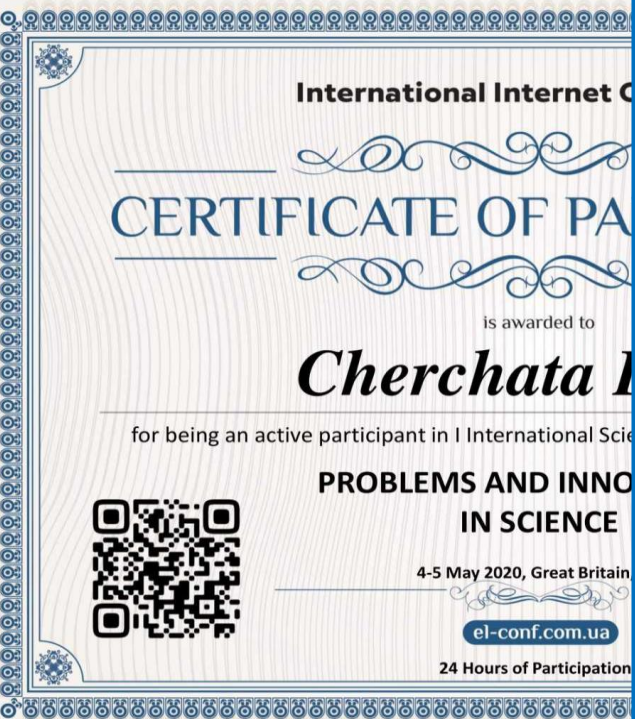 International Internet
CERTIFICATE OF PA
is awarded to
Cherchata
for being an active participant in I International Scie
PROBLEMS AND INNO
IN SCIENCE
4-5 May 2020, Great Britain,
el-conf.com.ua
24 Hours of Participation